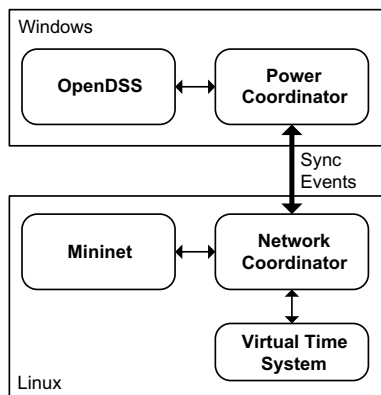 Windows
OpenDSS
Power
Coordinator
Sync
Events
Mininet
Network
Coordinator
Virtual Time
System
Linux